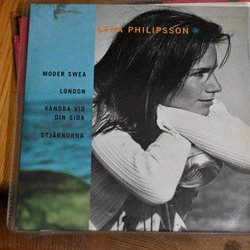 LENA PHILIPSSON*
MODER SWEA
LONDON
VANDRA VID
DIN SIDA
STJÄRNORNA